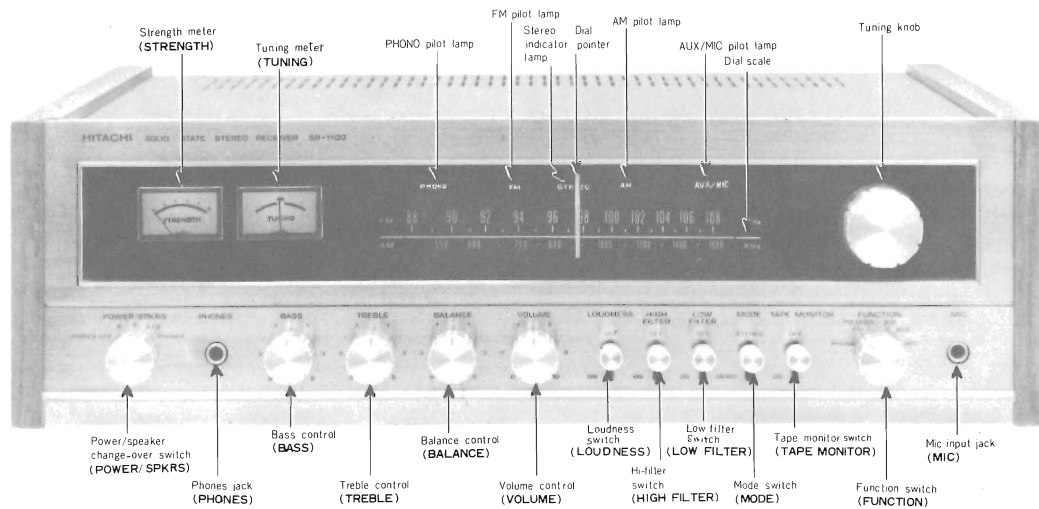 FM pilot lamp
AM pilot lamp
Strength meter
(STRENGTH)
Tuning meter
(TUNING)
PHONO pilot lamp
Stereo
indicator
lamp
Dial
pointer
AUX/MIC pilot lamp
Dial scale
Tuning knob
HITACHI SOLID STATE STEREO RECEIVER SR-1100
PHONO FM STEREO AM AUX/MIC
STRENGTH
TUNING
88 90 92 94 96 98 100 102 104 106 108
POWER/SPKRS PHONES BASS TREBLE BALANCE VOLUME LOUDNESS HIGH FILTER LOW FILTER MODE TAPE MONITOR FUNCTION MIC
Power/speaker
change-over switch
(POWER/SPKRS)
Phones jack
(PHONES)
Bass control
(BASS)
Treble control
(TREBLE)
Balance control
(BALANCE)
Volume control
(VOLUME)
Loudness
switch
(LOUDNESS)
Hi-filter
switch
(HIGH FILTER)
Low filter
Switch
(LOW FILTER)
Mode switch
(MODE)
Tape monitor switch
(TAPE MONITOR)
Function switch
(FUNCTION)
Mic input jack
(MIC)